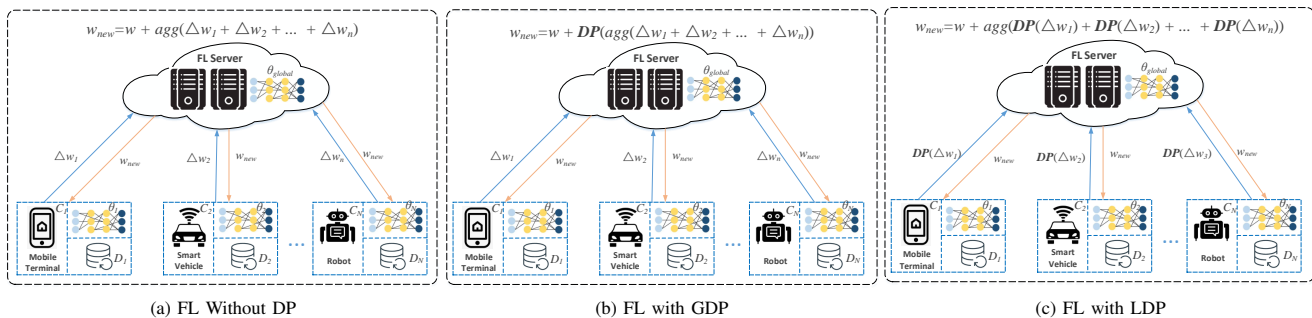 w_new=w + agg(△w_1 + △w_2 + ... + △w_n)
FL Server
θ_global
△w_1
w_new
△w_2
w_new
△w_n
w_new
C_1
θ_1
Mobile
Terminal
D_1
C_2
θ_2
Smart
Vehicle
D_2
...
C_N
θ_N
Robot
D_N
(a) FL Without DP
w_new=w + DP(agg(△w_1 + △w_2 + ... + △w_n))
FL Server
θ_global
△w_1
w_new
△w_2
w_new
△w_n
w_new
C_1
θ_1
Mobile
Terminal
D_1
C_2
θ_2
Smart
Vehicle
D_2
...
C_N
θ_N
Robot
D_N
(b) FL with GDP
w_new=w + agg(DP(△w_1) + DP(△w_2) + ... + DP(△w_n))
FL Server
θ_global
DP(△w_1)
w_new
DP(△w_2)
w_new
DP(△w_3)
w_new
C_1
θ_1
Mobile
Terminal
D_1
C_2
θ_2
Smart
Vehicle
D_2
...
C_N
θ_N
Robot
D_N
(c) FL with LDP